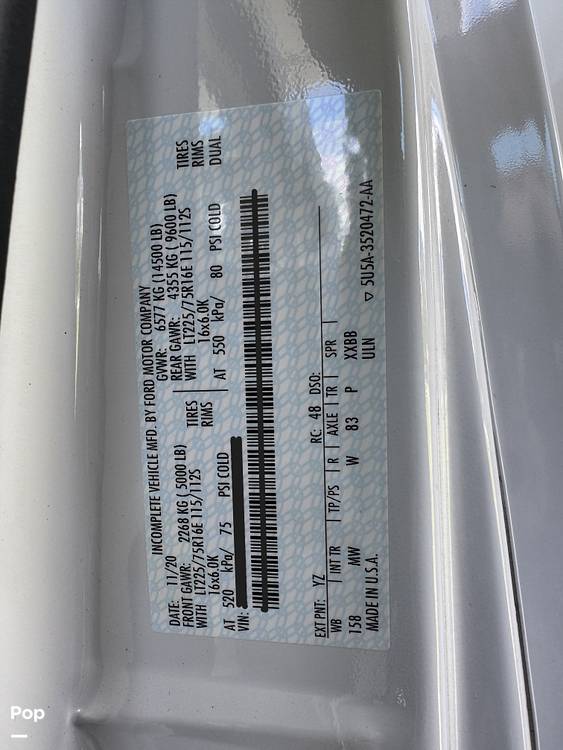 INCOMPLETE VEHICLE MFD. BY FORD MOTOR COMPANY
DATE: 11/20 GVWR: 6577 KG (14500 LB)
FRONT GAWR: 2268 KG ( 5000 LB) REAR GAWR: 4355 KG ( 9600 LB)
WITH LT225/75R16E 115/112S TIRES WITH LT225/75R16E 115/112S TIRES
16x6.0K RIMS 16x6.0K RIMS
AT 520 kPa/ 75 PSI COLD AT 550 kPa/ 80 PSI COLD DUAL
VIN:
EXT PNT: YZ RC: 48 DSO:
WB INT TR TP/PS R AXLE TR SPR
158 MW W 83 P XXBB
MADE IN U.S.A. ULN
▽ 5U5A-3520472-AA
Pop